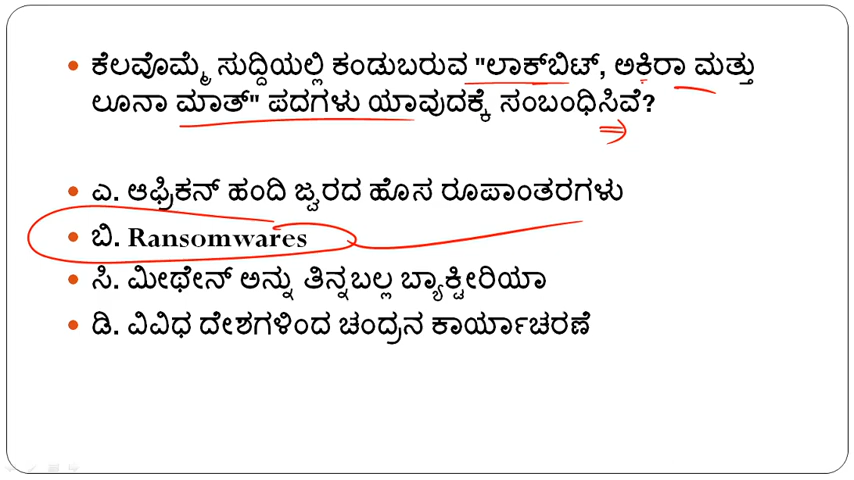 • ಕೆಲವೊಮ್ಮೆ ಸುದ್ದಿಯಲ್ಲಿ ಕಂಡುಬರುವ "ಲಾಕ್‌ಬಿಟ್, ಅಕಿರಾ ಮತ್ತು
ಲೂನಾ ಮಾತ್" ಪದಗಳು ಯಾವುದಕ್ಕೆ ಸಂಬಂಧಿಸಿವೆ?
• ಎ. ಆಫ್ರಿಕನ್ ಹಂದಿ ಜ್ವರದ ಹೊಸ ರೂಪಾಂತರಗಳು
• ಬಿ. Ransomwares
• ಸಿ. ಮೀಥೇನ್ ಅನ್ನು ತಿನ್ನಬಲ್ಲ ಬ್ಯಾಕ್ಟೀರಿಯಾ
• ಡಿ. ವಿವಿಧ ದೇಶಗಳಿಂದ ಚಂದ್ರನ ಕಾರ್ಯಾಚರಣೆ